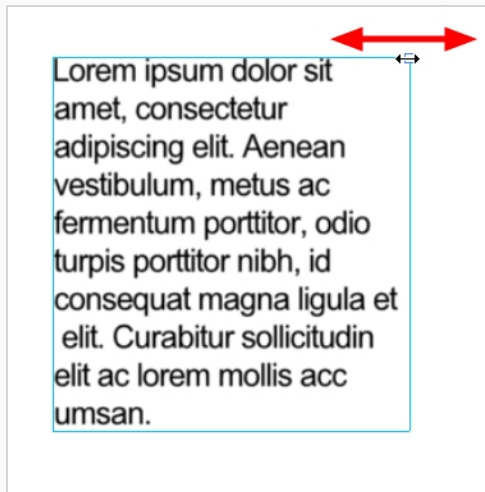 Lorem ipsum dolor sit
amet, consectetur
adipiscing elit. Aenean
vestibulum, metus ac
fermentum porttitor, odio
turpis porttitor nibh, id
consequat magna ligula et
elit. Curabitur sollicitudin
elit ac lorem mollis acc
umsan.